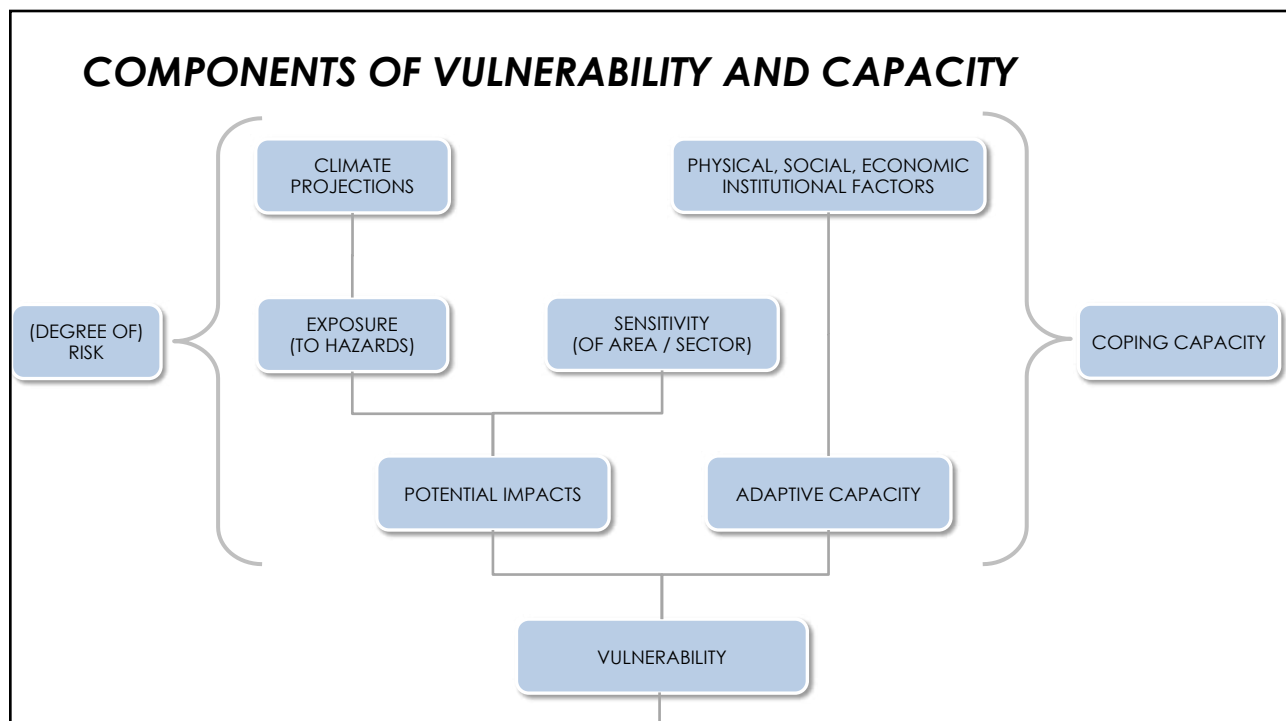 COMPONENTS OF VULNERABILITY AND CAPACITY
CLIMATE
PROJECTIONS
PHYSICAL, SOCIAL, ECONOMIC
INSTITUTIONAL FACTORS
(DEGREE OF)
RISK
EXPOSURE
(TO HAZARDS)
SENSITIVITY
(OF AREA / SECTOR)
COPING CAPACITY
POTENTIAL IMPACTS
ADAPTIVE CAPACITY
VULNERABILITY